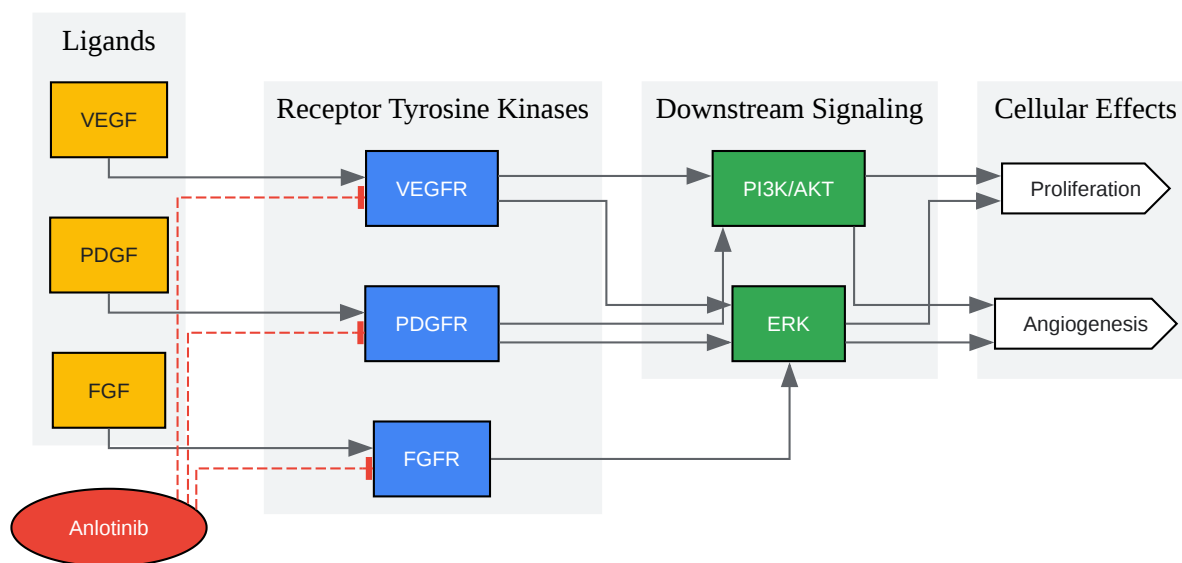 Ligands
VEGF
PDGF
FGF
Anlotinib
Receptor Tyrosine Kinases
VEGFR
PDGFR
FGFR
Downstream Signaling
PI3K/AKT
ERK
Cellular Effects
Proliferation
Angiogenesis